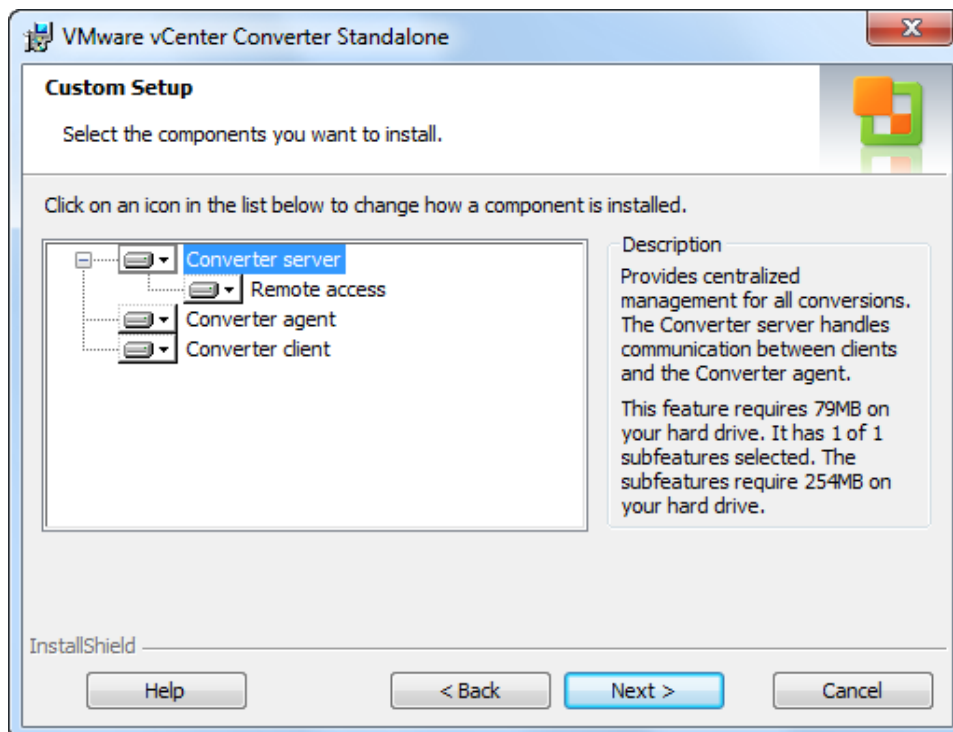 VMware vCenter Converter Standalone
Custom Setup
Select the components you want to install.
Click on an icon in the list below to change how a component is installed.
Converter server
Remote access
Converter agent
Converter client
Description
Provides centralized
management for all conversions.
The Converter server handles
communication between clients
and the Converter agent.
This feature requires 79MB on
your hard drive. It has 1 of 1
subfeatures selected. The
subfeatures require 254MB on
your hard drive.
InstallShield
Help
< Back
Next >
Cancel